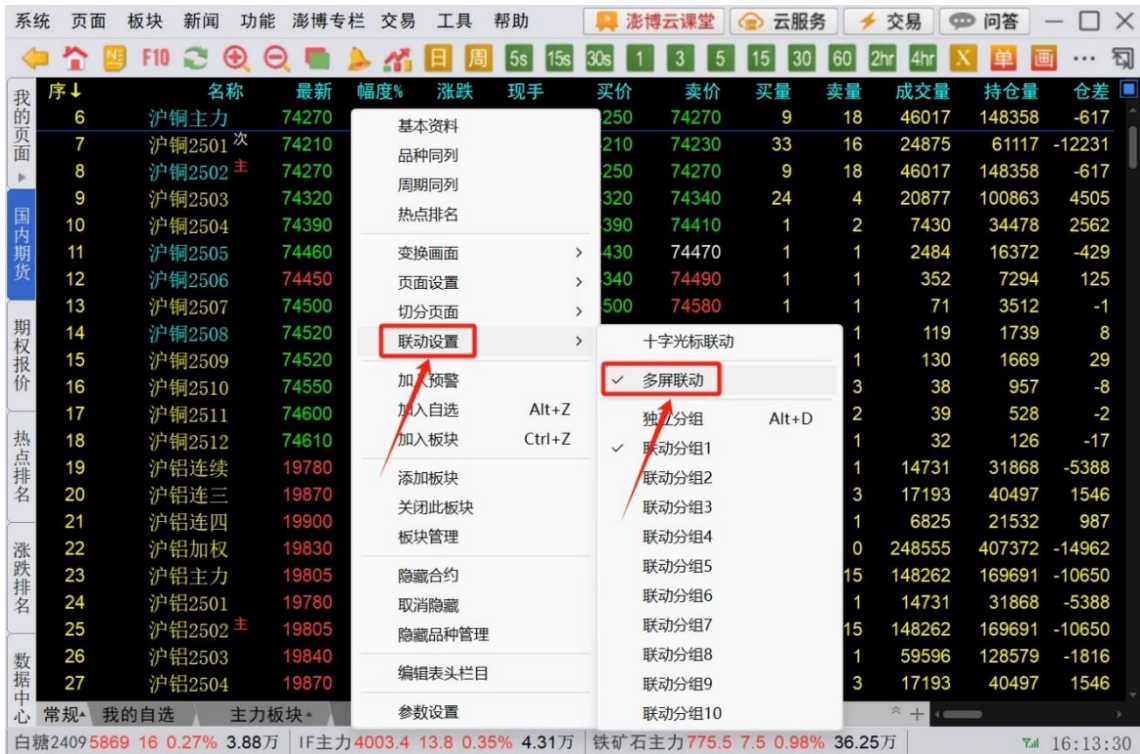 系统 页面 板块 新闻 功能 澎博专栏 交易 工具 帮助 澎博云课堂 云服务 交易 问答
F10 日 周 5s 15s 30s 1 3 5 15 30 60 2hr 4hr X 单 画 ...
我的页面
国内期货
期权报价
热点排名
涨跌排名
数据中心
序↓ 名称 最新 幅度% 涨跌 现手 买价 卖价 买量 卖量 成交量 持仓量 仓差
6 沪铜主力 74270 250 74270 9 18 46017 148358 -617
7 沪铜2501次 74210 210 74230 33 16 24875 61117 -12231
8 沪铜2502主 74270 250 74270 9 18 46017 148358 -617
9 沪铜2503 74320 320 74340 24 4 20877 100863 4505
10 沪铜2504 74390 390 74410 1 2 7430 34478 2562
11 沪铜2505 74460 430 74470 1 1 2484 16372 -429
12 沪铜2506 74450 340 74490 1 1 352 7294 125
13 沪铜2507 74500 500 74580 1 1 71 3512 -1
14 沪铜2508 74520 1 119 1739 8
15 沪铜2509 74520 1 130 1669 29
16 沪铜2510 74550 3 38 957 -8
17 沪铜2511 74600 2 39 528 -2
18 沪铜2512 74610 1 32 126 -17
19 沪铝连续 19780 1 14731 31868 -5388
20 沪铝连三 19870 3 17193 40497 1546
21 沪铝连四 19900 1 6825 21532 987
22 沪铝加权 19830 0 248555 407372 -14962
23 沪铝主力 19805 15 148262 169691 -10650
24 沪铝2501 19780 1 14731 31868 -5388
25 沪铝2502主 19805 15 148262 169691 -10650
26 沪铝2503 19840 1 59596 128579 -1816
27 沪铝2504 19870 3 17193 40497 1546
基本资料
品种同列
周期同列
热点排名
变换画面 >
页面设置 >
切分页面 >
联动设置 >
加入预警
加入自选 Alt+Z
加入板块 Ctrl+Z
添加板块
关闭此板块
板块管理
隐藏合约
取消隐藏
隐藏品种管理
编辑表头栏目
参数设置
十字光标联动
✓ 多屏联动
独立分组 Alt+D
✓ 联动分组1
联动分组2
联动分组3
联动分组4
联动分组5
联动分组6
联动分组7
联动分组8
联动分组9
联动分组10
常规 我的自选 主力板块
白糖2409 5869 16 0.27% 3.88万 IF主力 4003.4 13.8 0.35% 4.31万 铁矿石主力 775.5 7.5 0.98% 36.25万 16:13:30